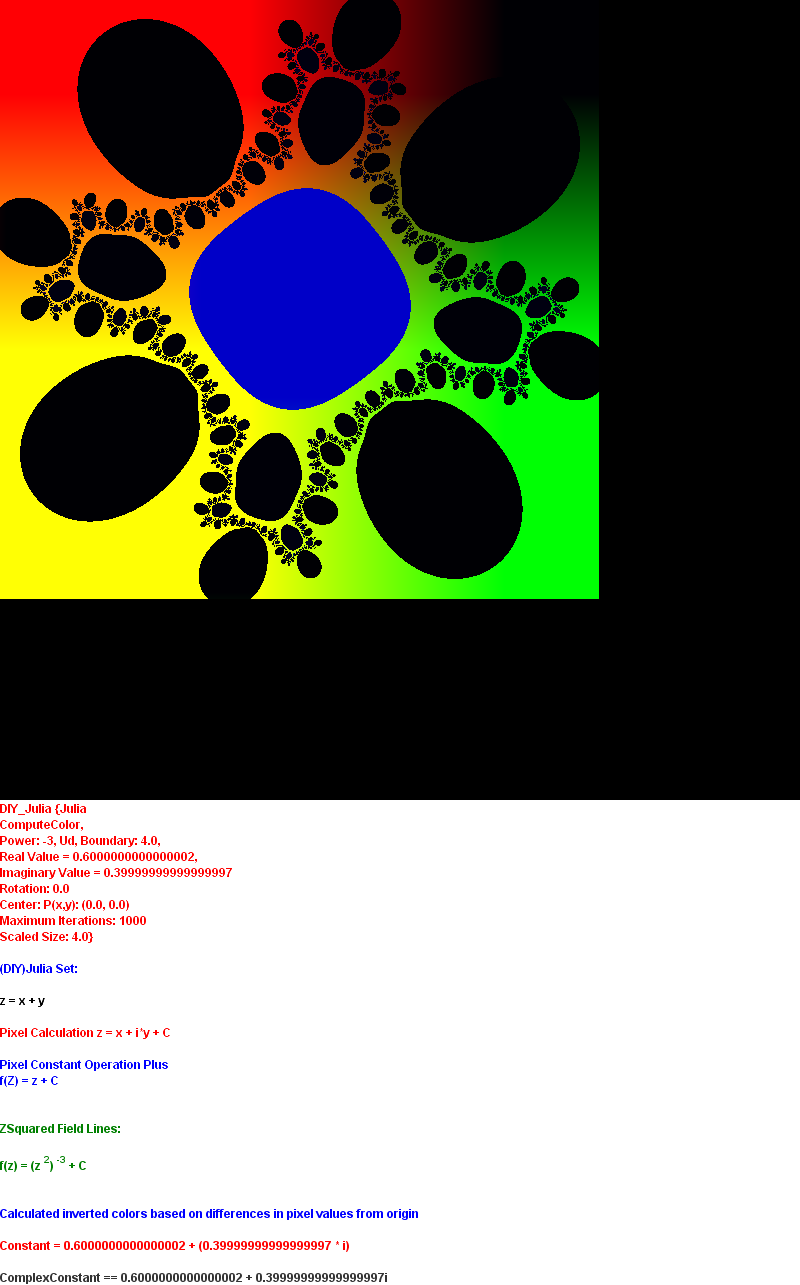 DIY_Julia {Julia
ComputeColor,
Power: -3, Ud, Boundary: 4.0,
Real Value = 0.6000000000000002,
Imaginary Value = 0.39999999999999997
Rotation: 0.0
Center: P(x,y): (0.0, 0.0)
Maximum Iterations: 1000
Scaled Size: 4.0}
(DIY)Julia Set:
z = x + y
Pixel Calculation z = x + i*y + C
Pixel Constant Operation Plus
f(Z) = z + C
ZSquared Field Lines:
f(z) = (z ²) ⁻³ + C
Calculated inverted colors based on differences in pixel values from origin
Constant = 0.6000000000000002 + (0.39999999999999997 * i)
ComplexConstant == 0.6000000000000002 + 0.39999999999999997i